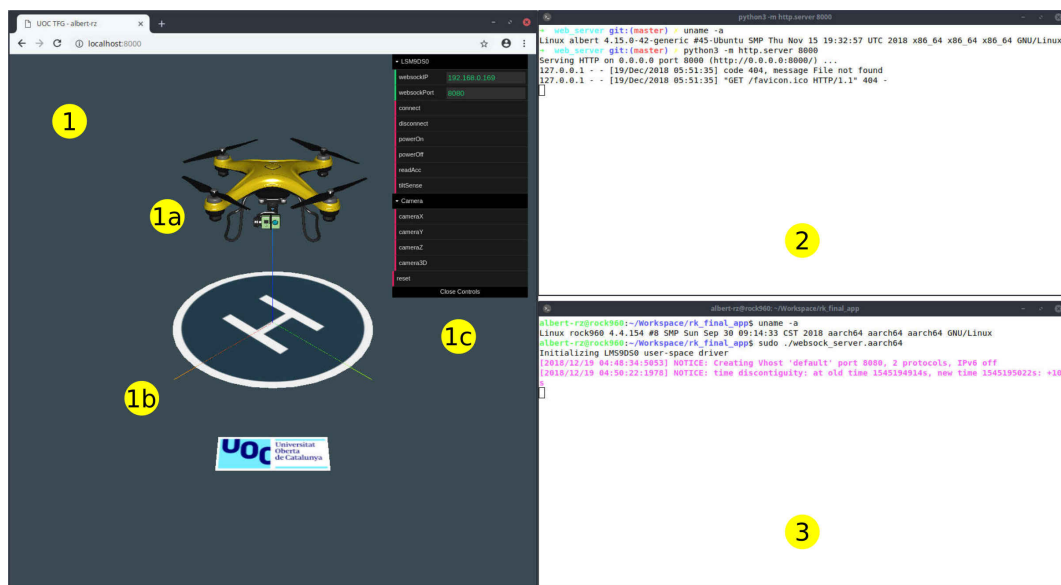 UOC TFG - albert-rz
localhost:8000
1
1a
1b
1c
H
UOC
Universitat
Oberta
de Catalunya
LSM9DS0
websockIP 192.168.0.169
websockPort 8080
connect
disconnect
powerOn
powerOff
readAcc
tiltSense
Camera
cameraX
cameraY
cameraZ
camera3D
reset
Close Controls
python3 -m http.server 8000
→ web_server git:(master) uname -a
Linux albert 4.15.0-42-generic #45-Ubuntu SMP Thu Nov 15 19:32:57 UTC 2018 x86_64 x86_64 x86_64 GNU/Linux
→ web_server git:(master) python3 -m http.server 8000
Serving HTTP on 0.0.0.0 port 8000 (http://0.0.0.0:8000/) ...
127.0.0.1 - - [19/Dec/2018 05:51:35] code 404, message File not found
127.0.0.1 - - [19/Dec/2018 05:51:35] "GET /favicon.ico HTTP/1.1" 404 -
2
albert-rz@rock960: ~/Workspace/rk_final_app
albert-rz@rock960:~/Workspace/rk_final_app$ uname -a
Linux rock960 4.4.154 #8 SMP Sun Sep 30 09:14:33 CST 2018 aarch64 aarch64 aarch64 GNU/Linux
albert-rz@rock960:~/Workspace/rk_final_app$ sudo ./websock_server.aarch64
Initializing LMS9DS0 user-space driver
[2018/12/19 04:48:34:5053] NOTICE: Creating Vhost 'default' port 8080, 2 protocols, IPv6 off
[2018/12/19 04:50:22:1978] NOTICE: time discontiguity: at old time 1545194914s, new time 1545195022s: +10
s
3